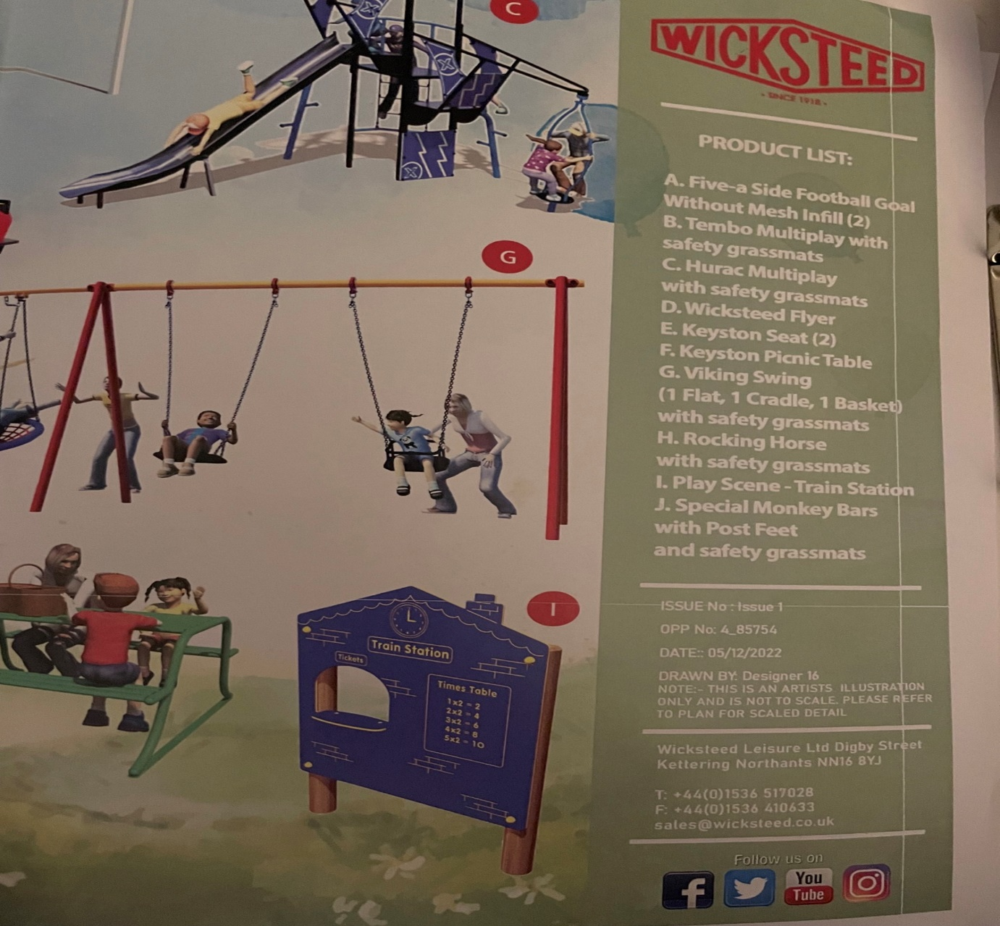 C
WICKSTEED
- SINCE 1918 -
PRODUCT LIST:
A. Five-a Side Football Goal
Without Mesh Infill (2)
B. Tembo Multiplay with
safety grassmats
C. Hurac Multiplay
with safety grassmats
D. Wicksteed Flyer
E. Keyston Seat (2)
F. Keyston Picnic Table
G. Viking Swing
(1 Flat, 1 Cradle, 1 Basket)
with safety grassmats
H. Rocking Horse
with safety grassmats
I. Play Scene - Train Station
J. Special Monkey Bars
with Post Feet
and safety grassmats
ISSUE No : Issue 1
OPP No: 4_85754
DATE:: 05/12/2022
DRAWN BY: Designer 16
NOTE:- THIS IS AN ARTISTS ILLUSTRATION
ONLY AND IS NOT TO SCALE. PLEASE REFER
TO PLAN FOR SCALED DETAIL
Wicksteed Leisure Ltd Digby Street
Kettering Northants NN16 8YJ
T: +44(0)1536 517028
F: +44(0)1536 410633
sales@wicksteed.co.uk
Follow us on
You
Tube
G
I
Train Station
Tickets
Times Table
1x2 = 2
2x2 = 4
3x2 = 6
4x2 = 8
5x2 = 10